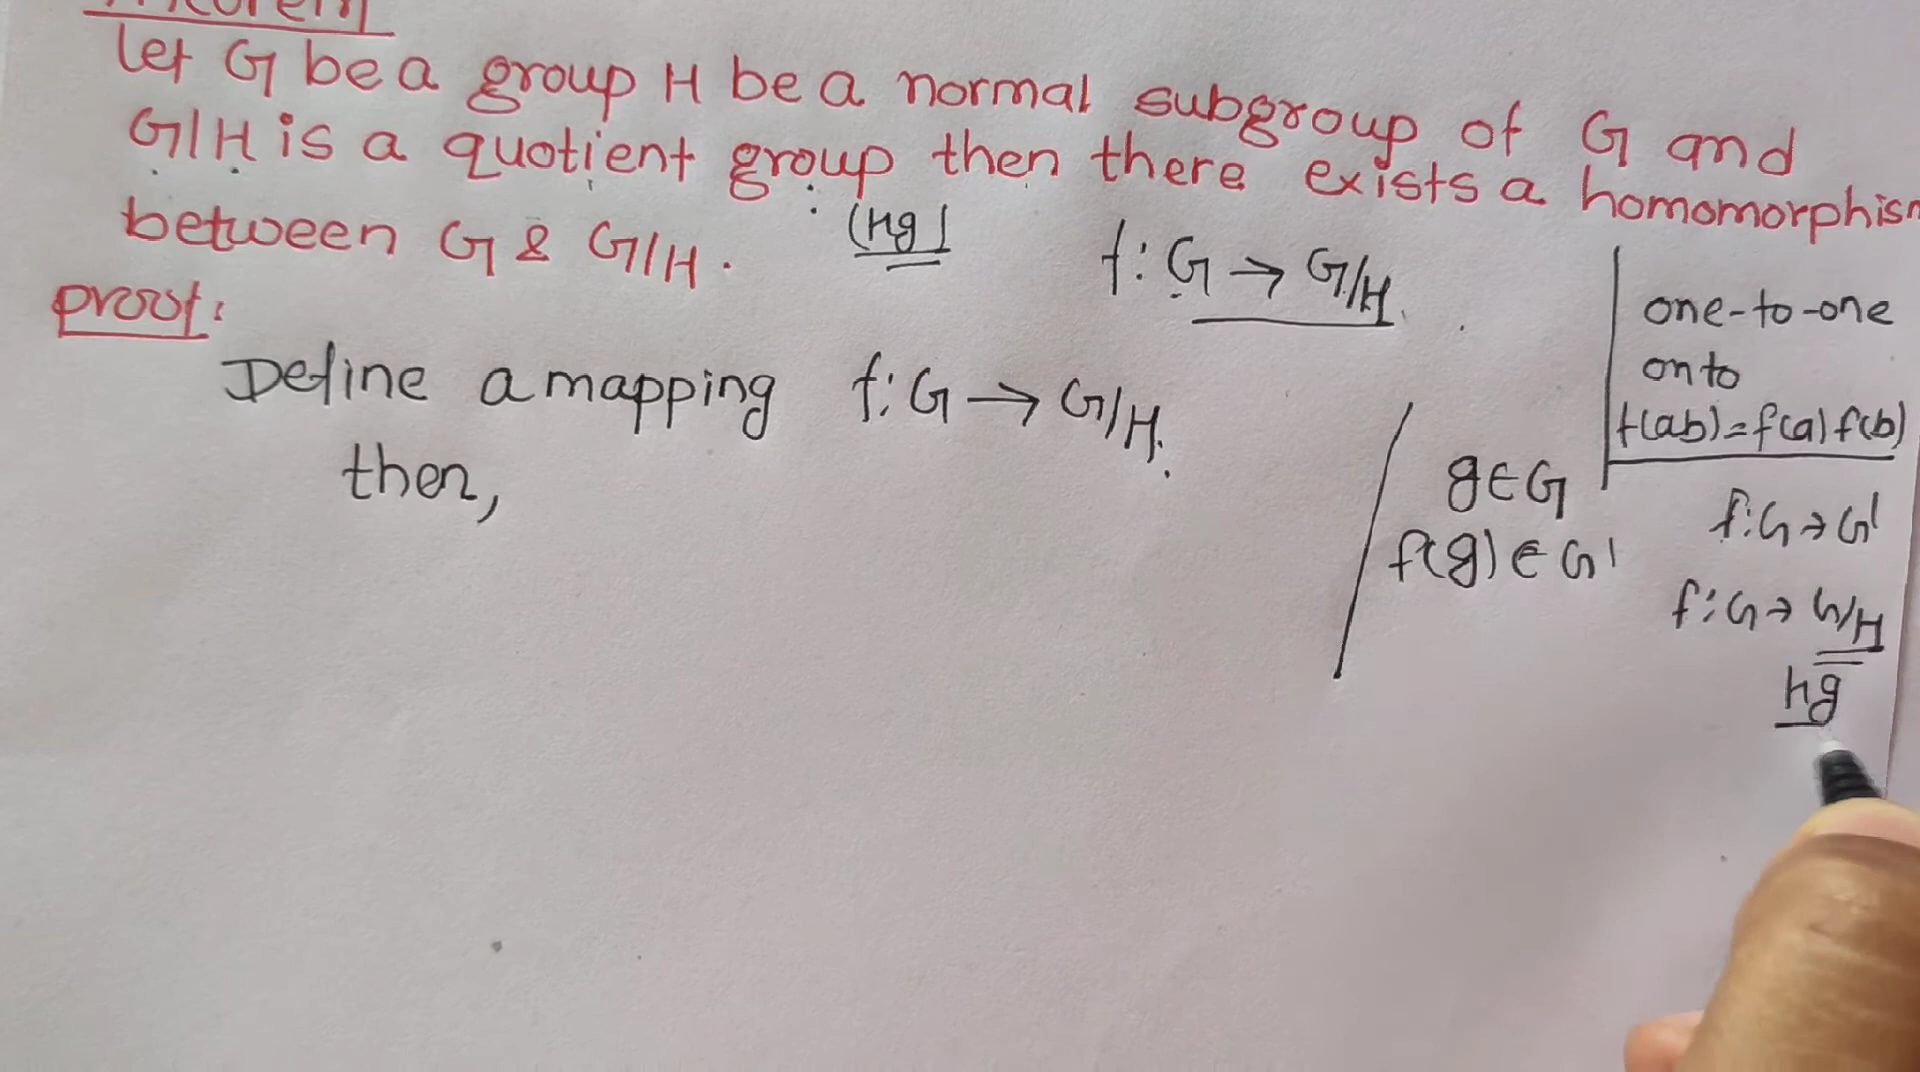 Theorem
let G be a group H be a normal subgroup of G and
G/H is a quotient group then there exists a homomorphism
between G & G/H.
(Hg)
f: G → G/H.
proof:
Define a mapping f: G → G/H.
then,
one-to-one
onto
f(ab) = f(a) f(b)
g ∈ G
f(g) ∈ G'
f: G → G'
f: G → G/H
Hg